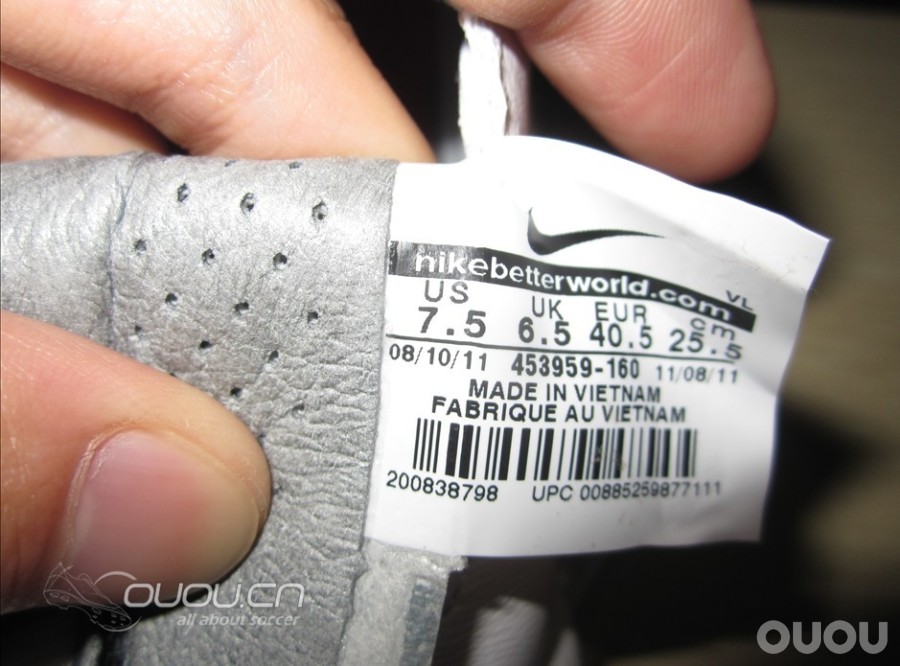 nikebetterworld.com VL
US UK EUR cm
7.5 6.5 40.5 25.5
08/10/11 453959-160 11/08/11
MADE IN VIETNAM
FABRIQUE AU VIETNAM
200838798 UPC 00885259877111
OUOU.CN
all about soccer
OUOU